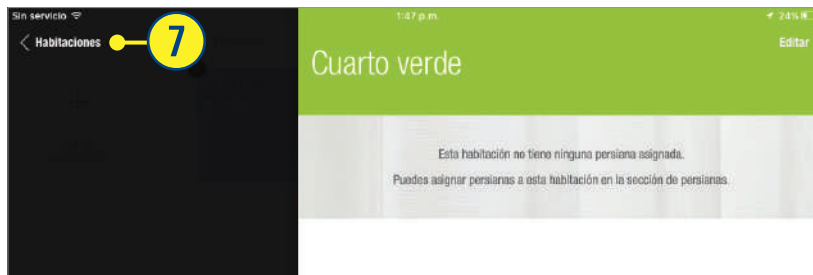 Sin servicio
1:47 p.m.
24%
Habitaciones
7
Editar
Cuarto verde
Esta habitación no tiene ninguna persiana asignada.
Puedes asignar persianas a esta habitación en la sección de persianas.